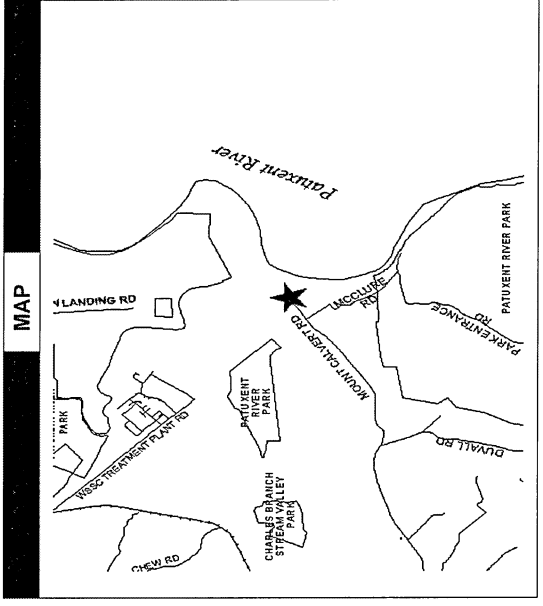 MAP
Patuxent River
N LANDING RD
PARK
WSSC TREATMENT PLANT RD
PATUXENT
RIVER
PARK
MCCLURE
RD
MOUNT CALVERT RD
PATUXENT RIVER PARK
PARK ENTRANCE
RD
CHARLES BRANCH
STREAM VALLEY
PARK
DUVALL RD
CHEW RD